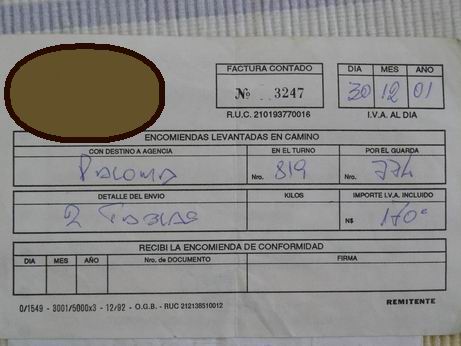 FACTURA CONTADO
Nº 3247
R.U.C. 210193770016
DIA MES AÑO
30 12 01
I.V.A. AL DIA
ENCOMIENDAS LEVANTADAS EN CAMINO
CON DESTINO A AGENCIA EN EL TURNO POR EL GUARDA
PALOMA Nro. 819 Nro. 774
DETALLE DEL ENVIO KILOS IMPORTE I.V.A. INCLUIDO
2 TABLAS N$ 170º
RECIBI LA ENCOMIENDA DE CONFORMIDAD
DIA MES AÑO Nro. de DOCUMENTO FIRMA
0/1549 - 3001/5000x3 - 12/92 - O.G.B. - RUC 212138510012
REMITENTE